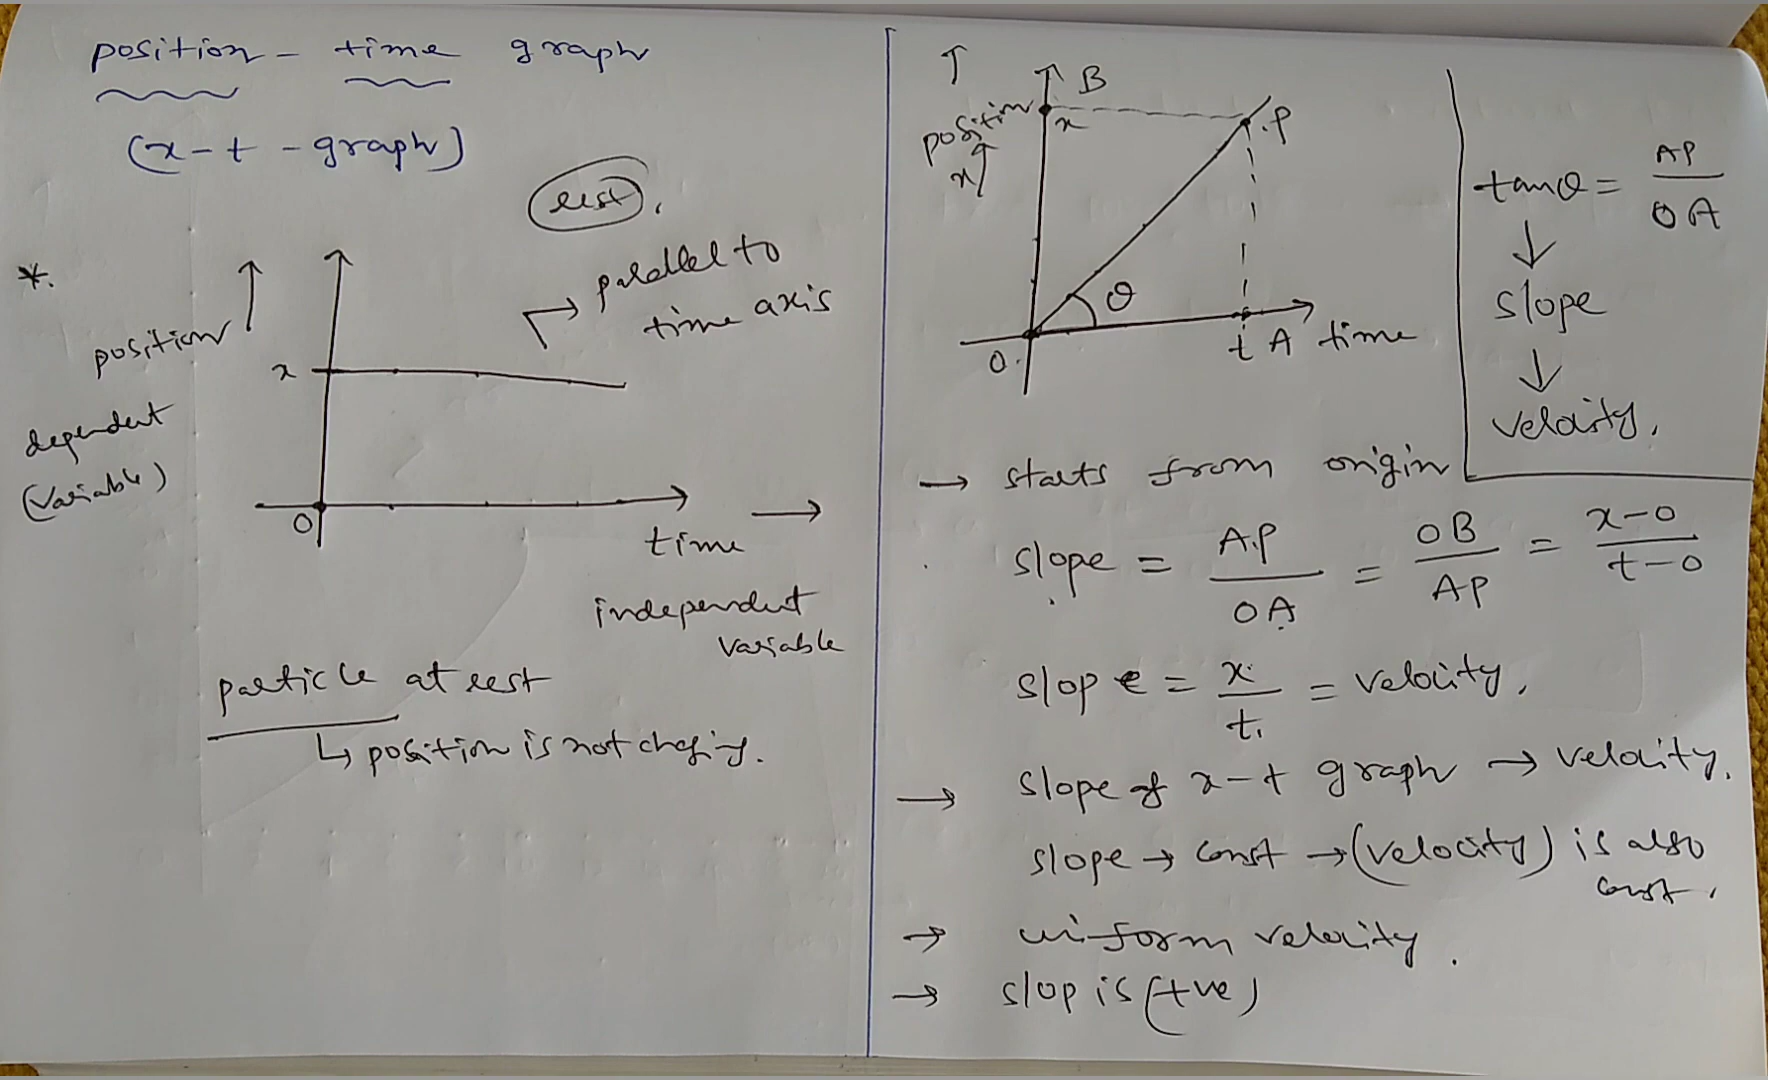 position - time graph
(x-t - graph)
rest.
*.
position
parallel to
time axis
x
dependent
(variable)
O
time
independent
variable
particle at rest
↳ position is not chaging.
position
x
B
x
.P
θ
O.
t A time
tanθ = AP / OA
↓
slope
↓
velocity.
→ starts from origin
slope = A.P / OA = OB / AP = x-0 / t-0
slope = x / t = velocity.
→ slope of x-t graph → velocity.
slope → const → (velocity) is also
const.
→ uniform velocity.
→ slop is (+ve)